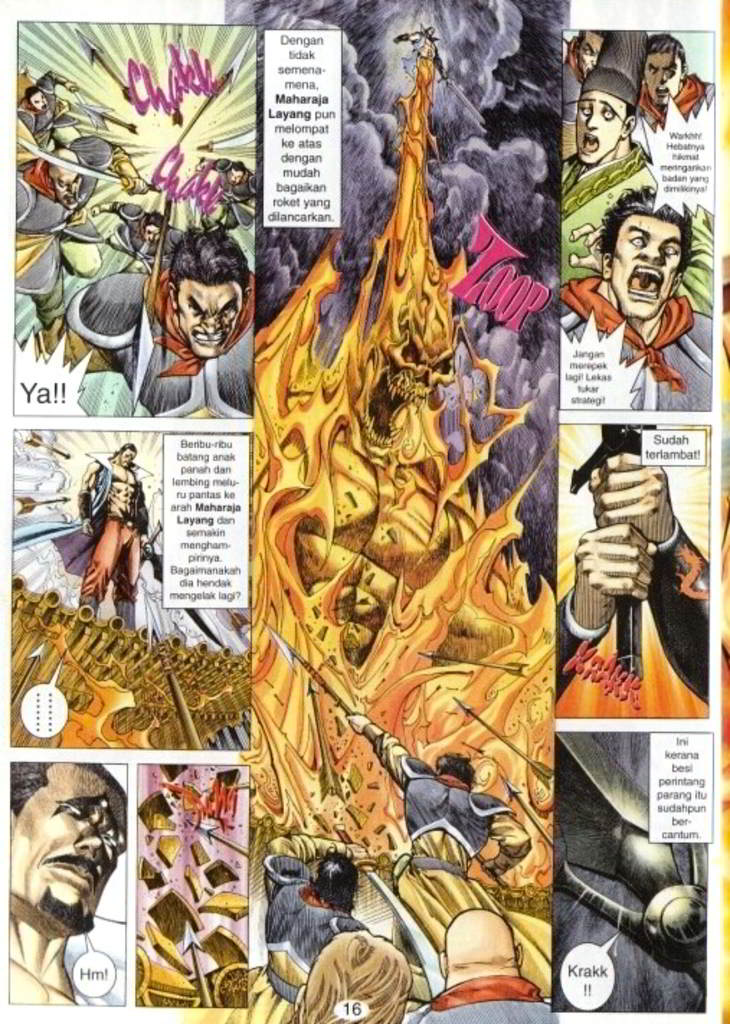 Chakk
Chakk
Ya!!
Beribu-ribu
batang anak
panah dan
lembing melu-
ru pantas ke
arah Maharaja
Layang dan
semakin
mengham-
pirinya.
Bagaimanakah
dia hendak
mengelak lagi?
Hm!
Dengan
tidak
semena-
mena,
Maharaja
Layang pun
melompat
ke atas
dengan
mudah
bagaikan
roket yang
dilancarkan.
ZOOP
Warkhh!
Hebatnya
hikmat
meringankan
badan yang
dimilikinya!
Jangan
merepek
lagi! Lekas
tukar
strategi!
Sudah
terlambat!
Ini
kerana
besi
perintang
parang itu
sudahpun
ber-
cantum.
Krakk
!!
16